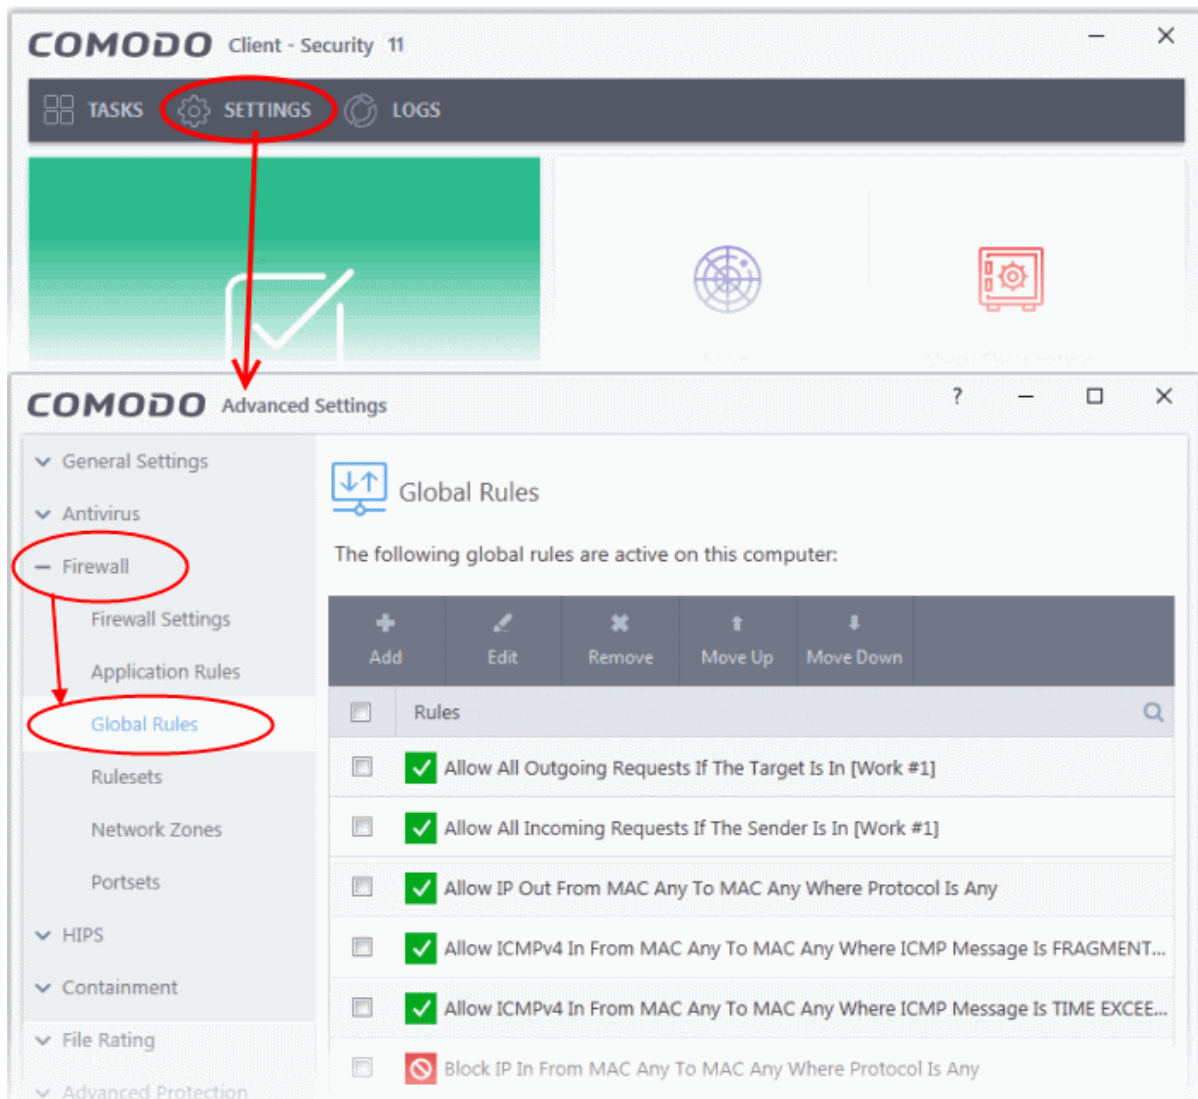 COMODO Client - Security 11
TASKS SETTINGS LOGS
Scan View Quarantine
COMODO Advanced Settings ?
General Settings
Antivirus
Firewall
Firewall Settings
Application Rules
Global Rules
Rulesets
Network Zones
Portsets
HIPS
Containment
File Rating
Advanced Protection
Global Rules
The following global rules are active on this computer:
Add Edit Remove Move Up Move Down
Rules
Allow All Outgoing Requests If The Target Is In [Work #1]
Allow All Incoming Requests If The Sender Is In [Work #1]
Allow IP Out From MAC Any To MAC Any Where Protocol Is Any
Allow ICMPv4 In From MAC Any To MAC Any Where ICMP Message Is FRAGMENT...
Allow ICMPv4 In From MAC Any To MAC Any Where ICMP Message Is TIME EXCEE...
Block IP In From MAC Any To MAC Any Where Protocol Is Any